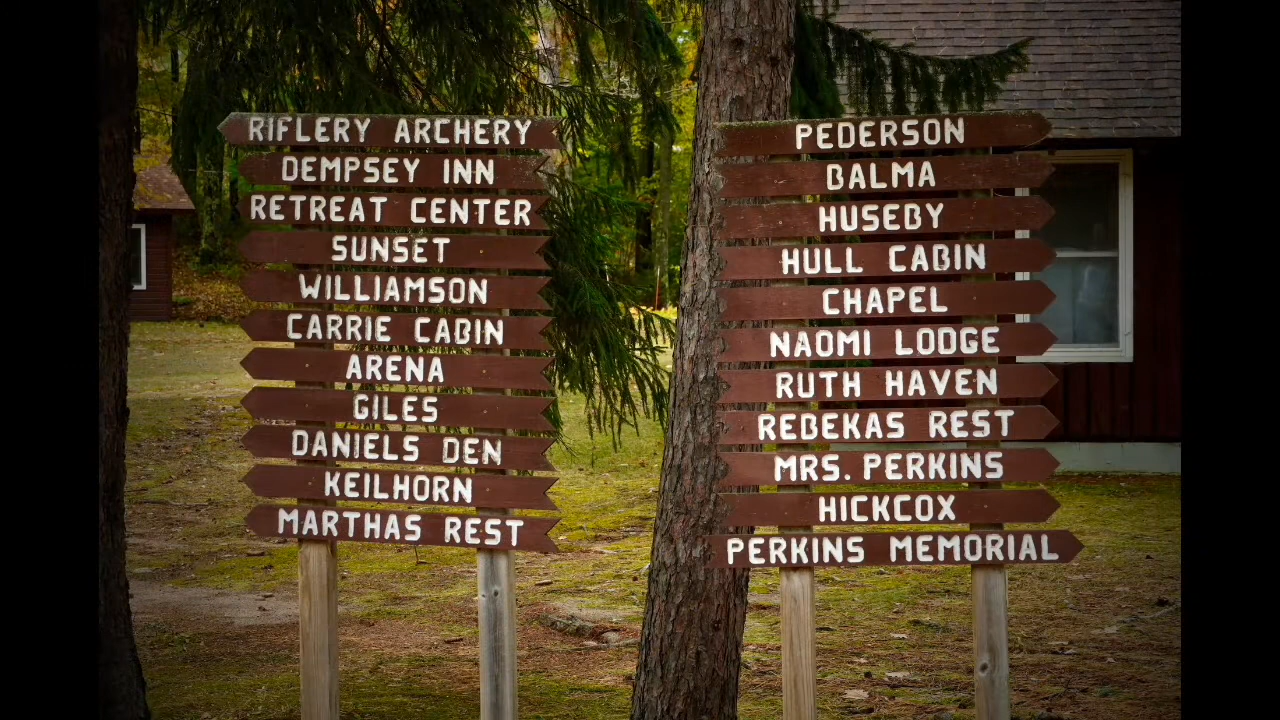 RIFLERY ARCHERY
DEMPSEY INN
RETREAT CENTER
SUNSET
WILLIAMSON
CARRIE CABIN
ARENA
GILES
DANIELS DEN
KEILHORN
MARTHAS REST
PEDERSON
BALMA
HUSEBY
HULL CABIN
CHAPEL
NAOMI LODGE
RUTH HAVEN
REBEKAS REST
MRS. PERKINS
HICKCOX
PERKINS MEMORIAL